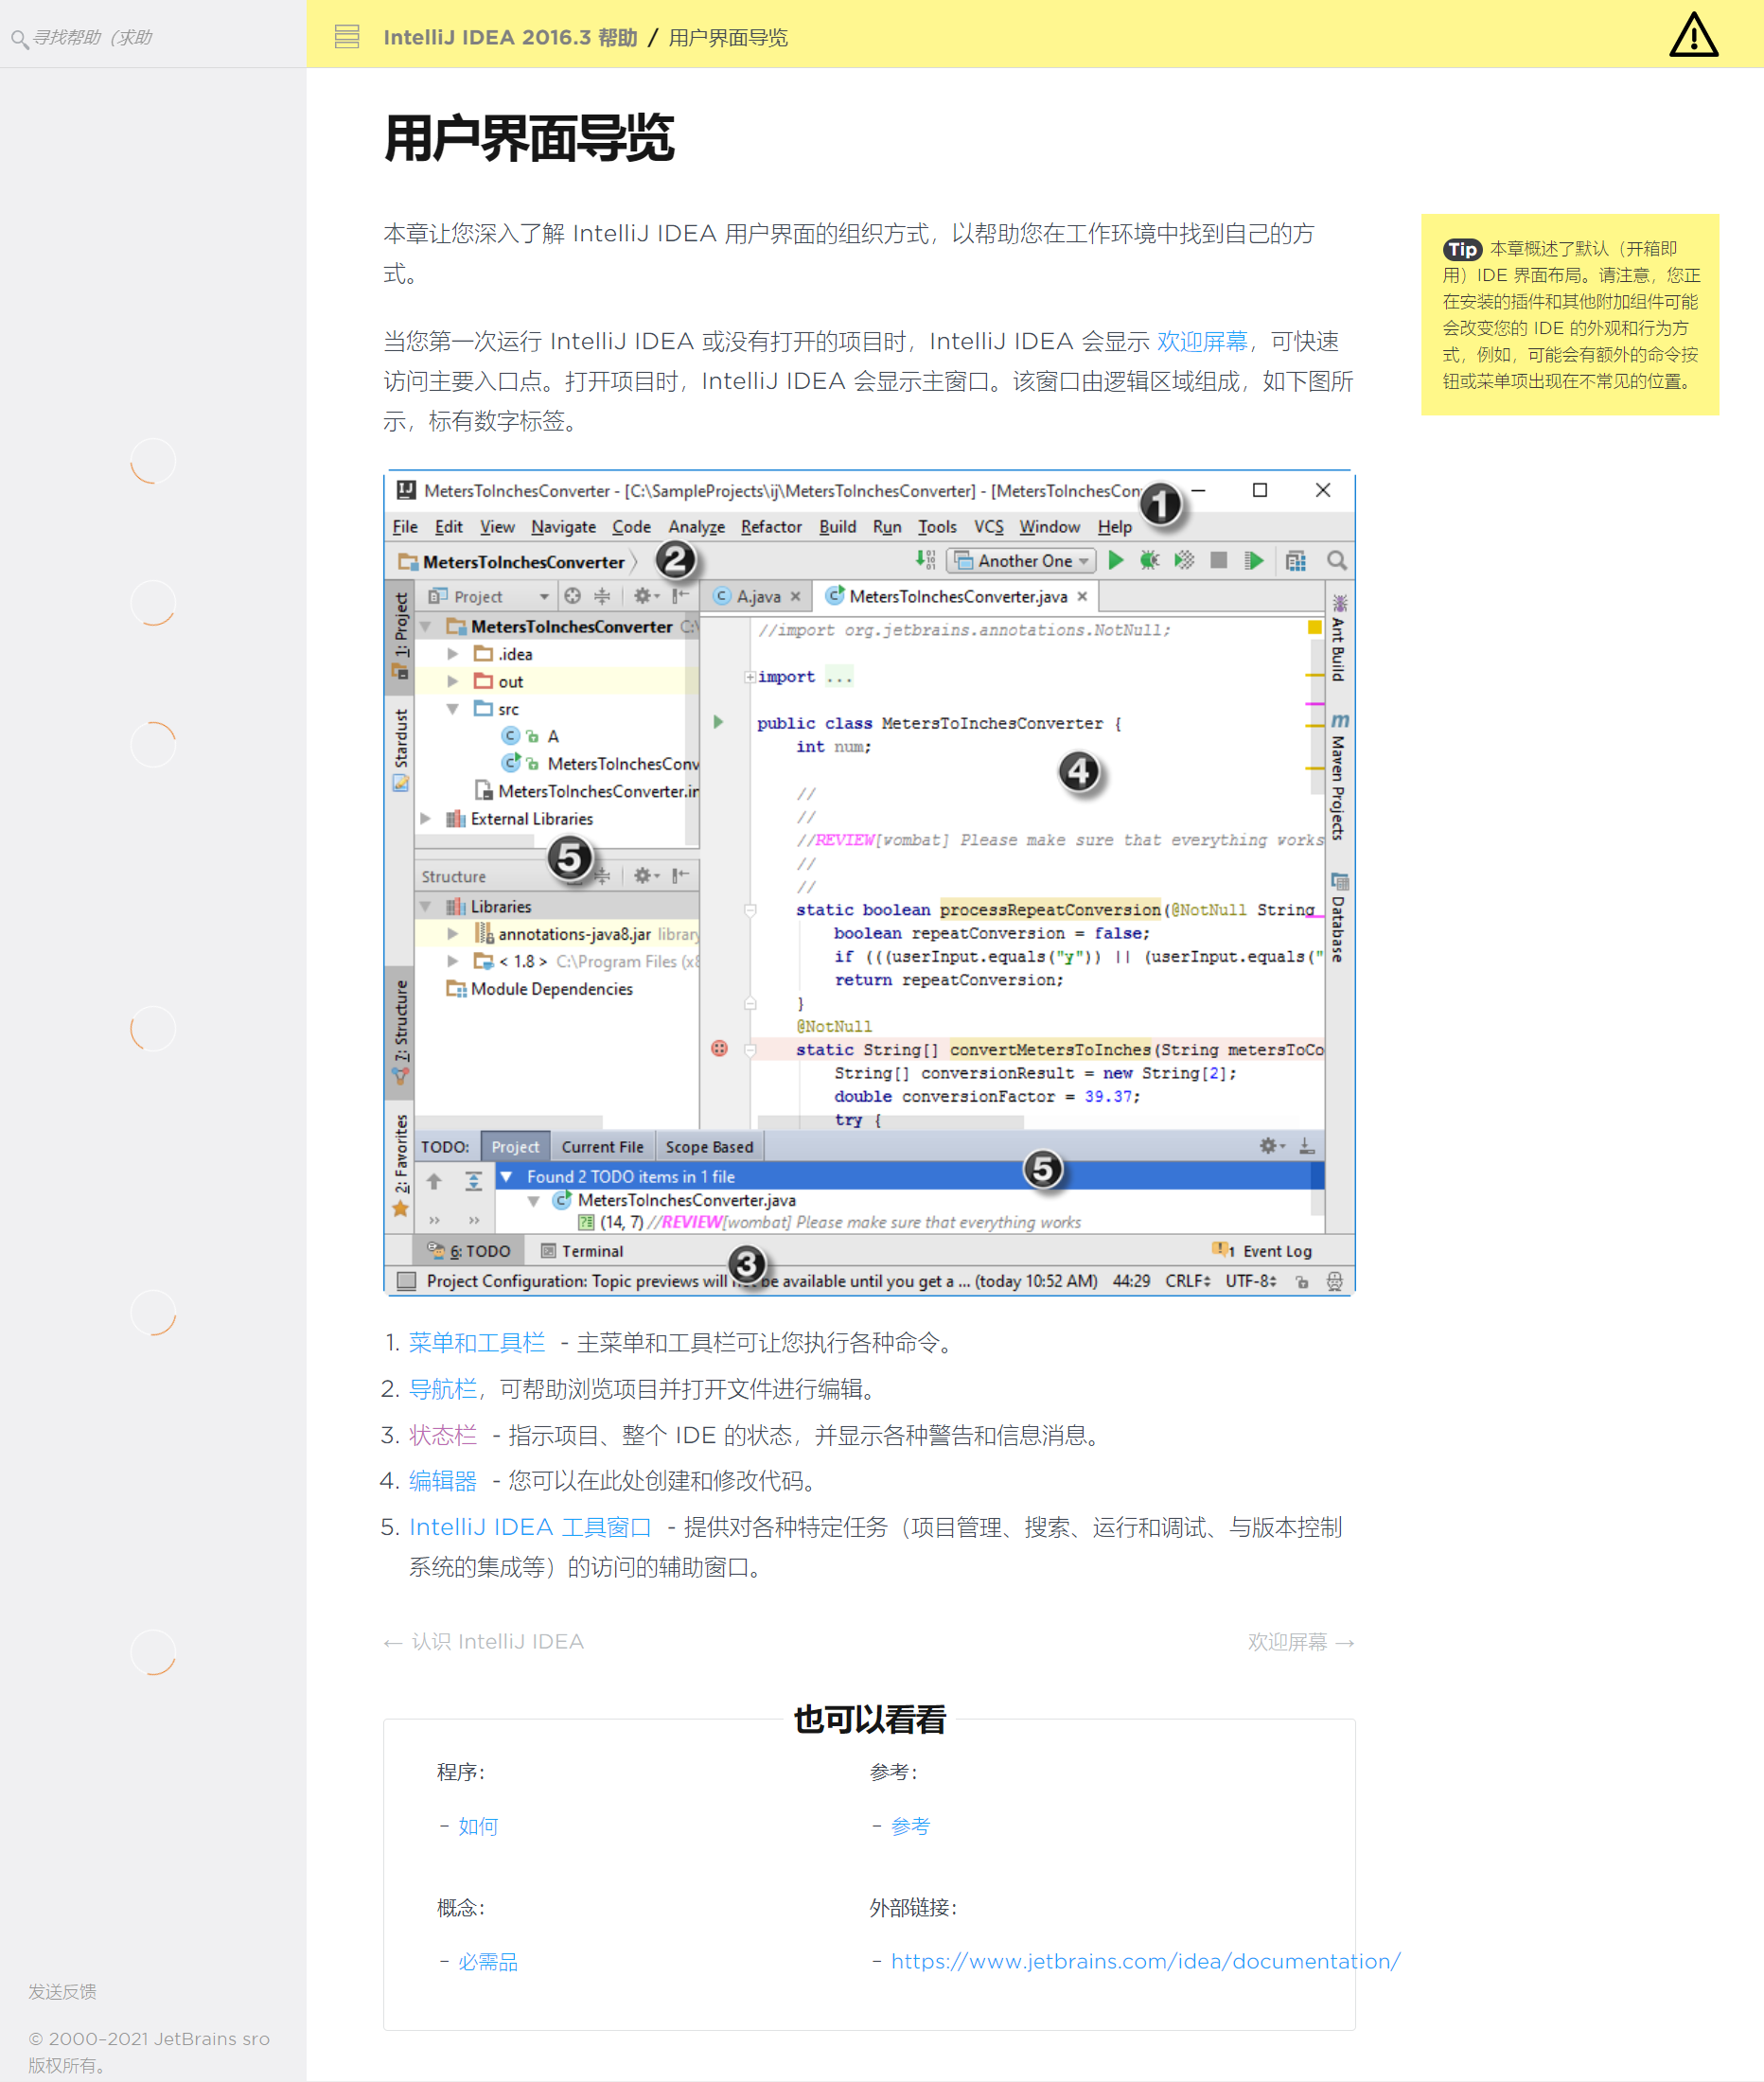 寻找帮助（求助
IntelliJ IDEA 2016.3 帮助 / 用户界面导览
用户界面导览
本章让您深入了解 IntelliJ IDEA 用户界面的组织方式，以帮助您在工作环境中找到自己的方
式。
当您第一次运行 IntelliJ IDEA 或没有打开的项目时，IntelliJ IDEA 会显示 欢迎屏幕，可快速
访问主要入口点。打开项目时，IntelliJ IDEA 会显示主窗口。该窗口由逻辑区域组成，如下图所
示，标有数字标签。
Tip 本章概述了默认（开箱即
用）IDE 界面布局。请注意，您正
在安装的插件和其他附加组件可能
会改变您的 IDE 的外观和行为方
式，例如，可能会有额外的命令按
钮或菜单项出现在不常见的位置。
MetersToInchesConverter - [C:\SampleProjects\ij\MetersToInchesConverter] - [MetersToInchesCon
1
File Edit View Navigate Code Analyze Refactor Build Run Tools VCS Window Help
MetersToInchesConverter
2
Another One
1: Project
Stardust
7: Structure
2: Favorites
Project
MetersToInchesConverter C:\
.idea
out
src
A
MetersToInchesConv
MetersToInchesConverter.in
External Libraries
5
Structure
Libraries
annotations-java8.jar library
< 1.8 > C:\Program Files (x8
Module Dependencies
A.java
MetersToInchesConverter.java
//import org.jetbrains.annotations.NotNull;
import ...
public class MetersToInchesConverter {
int num;
4
//
//
//REVIEW[wombat] Please make sure that everything works
//
//
static boolean processRepeatConversion(@NotNull String
boolean repeatConversion = false;
if (((userInput.equals("y")) || (userInput.equals("
return repeatConversion;
}
@NotNull
static String[] convertMetersToInches(String metersToCo
String[] conversionResult = new String[2];
double conversionFactor = 39.37;
try {
Ant Build
m Maven Projects
Database
TODO: Project Current File Scope Based
5
Found 2 TODO items in 1 file
MetersToInchesConverter.java
(14, 7) //REVIEW[wombat] Please make sure that everything works
6: TODO Terminal
3
1 Event Log
Project Configuration: Topic previews will not be available until you get a ... (today 10:52 AM) 44:29 CRLF UTF-8
1. 菜单和工具栏 - 主菜单和工具栏可让您执行各种命令。
2. 导航栏，可帮助浏览项目并打开文件进行编辑。
3. 状态栏 - 指示项目、整个 IDE 的状态，并显示各种警告和信息消息。
4. 编辑器 - 您可以在此处创建和修改代码。
5. IntelliJ IDEA 工具窗口 - 提供对各种特定任务（项目管理、搜索、运行和调试、与版本控制
系统的集成等）的访问的辅助窗口。
← 认识 IntelliJ IDEA
欢迎屏幕 →
也可以看看
程序：
- 如何
参考：
- 参考
概念：
- 必需品
外部链接：
- https://www.jetbrains.com/idea/documentation/
发送反馈
© 2000–2021 JetBrains sro
版权所有。